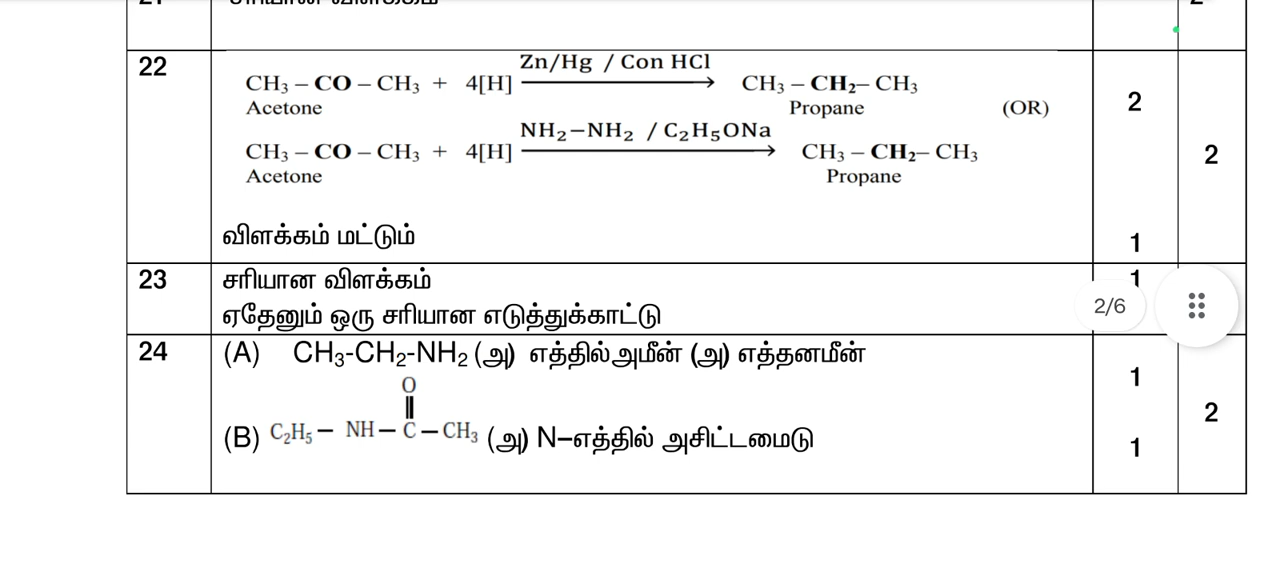 22
Zn/Hg / Con HCl
CH₃ – CO – CH₃ + 4[H] ⟶ CH₃ – CH₂– CH₃
Acetone Propane (OR)
2
NH₂−NH₂ / C₂H₅ONa
CH₃ – CO – CH₃ + 4[H] ⟶ CH₃ – CH₂– CH₃
2
Acetone Propane
விளக்கம் மட்டும்
1
23 சரியான விளக்கம்
1
2/6
ஏதேனும் ஒரு சரியான எடுத்துக்காட்டு
24 (A) CH₃-CH₂-NH₂ (அ) எத்தில்அமீன் (அ) எத்தனமீன்
1
2
O
(B) C₂H₅ – NH – C – CH₃ (அ) N–எத்தில் அசிட்டமைடு
1